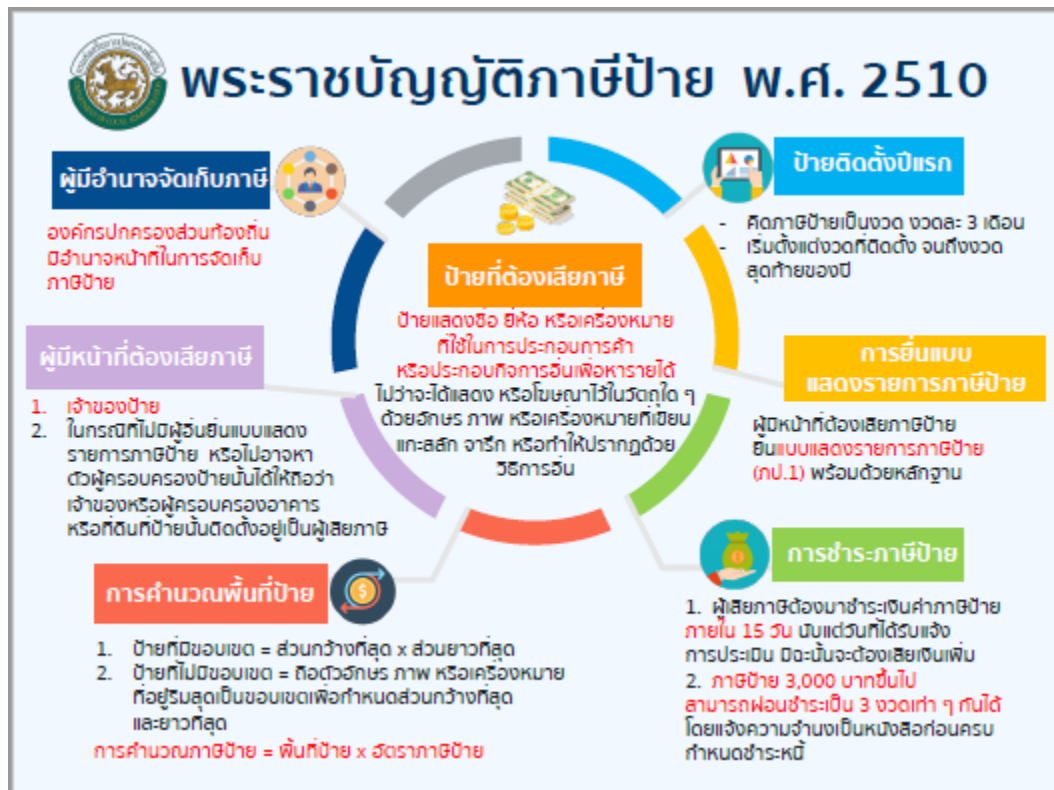 พระราชบัญญัติภาษีป้าย พ.ศ. 2510
ผู้มีอำนาจจัดเก็บภาษี
องค์กรปกครองส่วนท้องถิ่น
มีอำนาจหน้าที่ในการจัดเก็บ
ภาษีป้าย
ผู้มีหน้าที่ต้องเสียภาษี
1. เจ้าของป้าย
2. ในกรณีที่ไม่มีผู้อื่นยื่นแบบแสดง
รายการภาษีป้าย หรือไม่อาจหา
ตัวผู้ครอบครองป้ายนั้นได้ให้ถือว่า
เจ้าของหรือผู้ครอบครองอาคาร
หรือที่ดินที่ป้ายนั้นติดตั้งอยู่เป็นผู้เสียภาษี
การคำนวณพื้นที่ป้าย
1. ป้ายที่มีขอบเขต = ส่วนกว้างที่สุด x ส่วนยาวที่สุด
2. ป้ายที่ไม่มีขอบเขต = ถือตัวอักษร ภาพ หรือเครื่องหมาย
ที่อยู่ริมสุดเป็นขอบเขตเพื่อกำหนดส่วนกว้างที่สุด
และยาวที่สุด
การคำนวณภาษีป้าย = พื้นที่ป้าย x อัตราภาษีป้าย
ป้ายที่ต้องเสียภาษี
ป้ายแสดงชื่อ ยี่ห้อ หรือเครื่องหมาย
ที่ใช้ในการประกอบการค้า
หรือประกอบกิจการอื่นเพื่อหารายได้
ไม่ว่าจะได้แสดง หรือโฆษณาไว้ในวัตถุใด ๆ
ด้วยอักษร ภาพ หรือเครื่องหมายที่เขียน
แกะสลัก จารึก หรือทำให้ปรากฏด้วย
วิธีการอื่น
ป้ายติดตั้งปีแรก
- คิดภาษีป้ายเป็นงวด งวดละ 3 เดือน
- เริ่มตั้งแต่งวดที่ติดตั้ง จนถึงงวด
สุดท้ายของปี
การยื่นแบบ
แสดงรายการภาษีป้าย
ผู้มีหน้าที่ต้องเสียภาษีป้าย
ยื่นแบบแสดงรายการภาษีป้าย
(ภป.1) พร้อมด้วยหลักฐาน
การชำระภาษีป้าย
1. ผู้เสียภาษีต้องมาชำระเงินค่าภาษีป้าย
ภายใน 15 วัน นับแต่วันที่ได้รับแจ้ง
การประเมิน มิฉะนั้นจะต้องเสียเงินเพิ่ม
2. ภาษีป้าย 3,000 บาทขึ้นไป
สามารถผ่อนชำระเป็น 3 งวดเท่า ๆ กันได้
โดยแจ้งความจำนงเป็นหนังสือก่อนครบ
กำหนดชำระหนี้